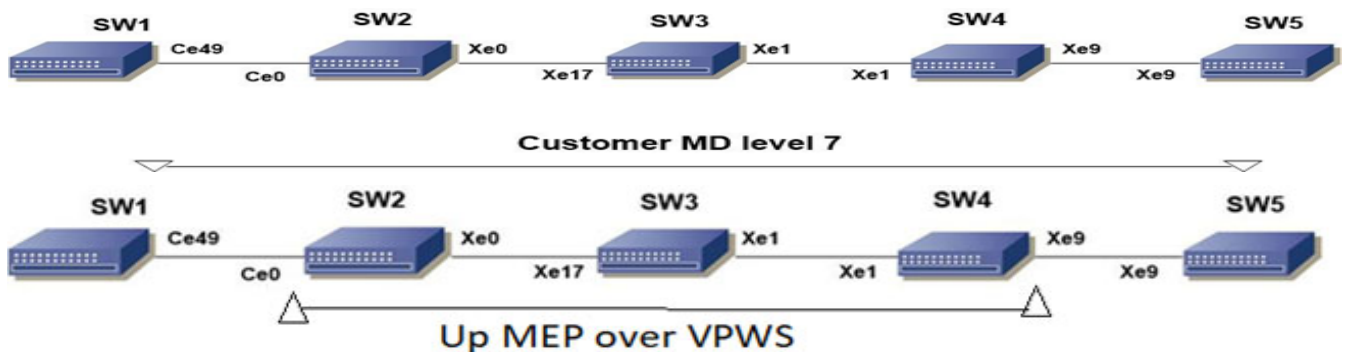 SW1 SW2 SW3 SW4 SW5
Ce49 Xe0 Xe1 Xe9
Ce0 Xe17 Xe1 Xe9
Customer MD level 7
SW1 SW2 SW3 SW4 SW5
Ce49 Xe0 Xe1 Xe9
Ce0 Xe17 Xe1 Xe9
Up MEP over VPWS